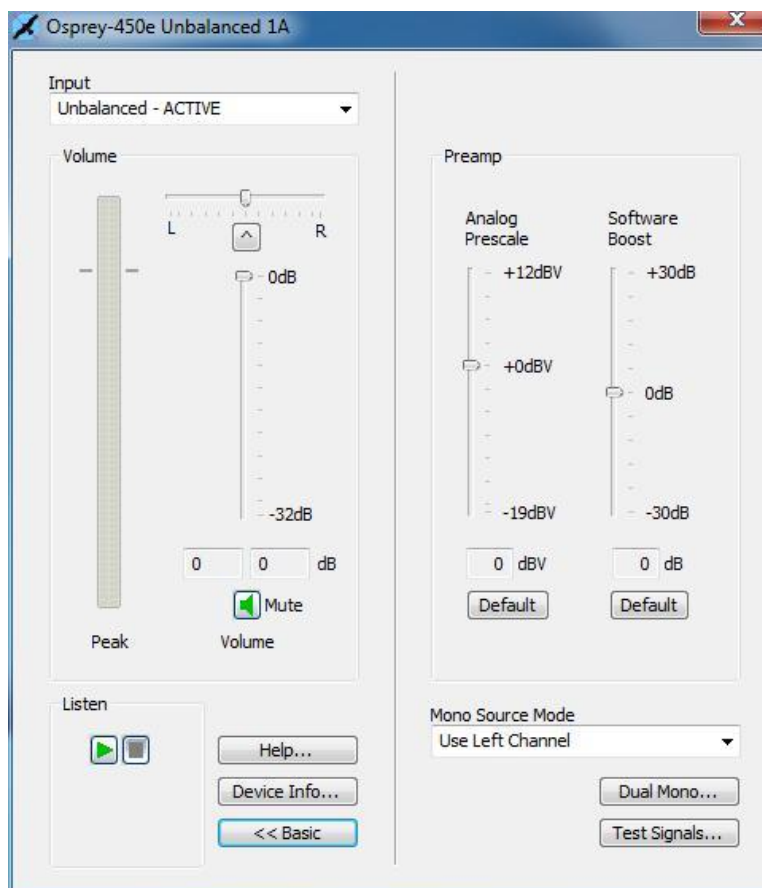 Osprey-450e Unbalanced 1A
X
Input
Unbalanced - ACTIVE
Volume
L
R
^
0dB
-32dB
0 0 dB
Mute
Peak
Volume
Preamp
Analog
Prescale
Software
Boost
+12dBV
+0dBV
-19dBV
+30dB
0dB
-30dB
0 dBV
0 dB
Default
Default
Listen
Help...
Device Info...
<< Basic
Mono Source Mode
Use Left Channel
Dual Mono...
Test Signals...